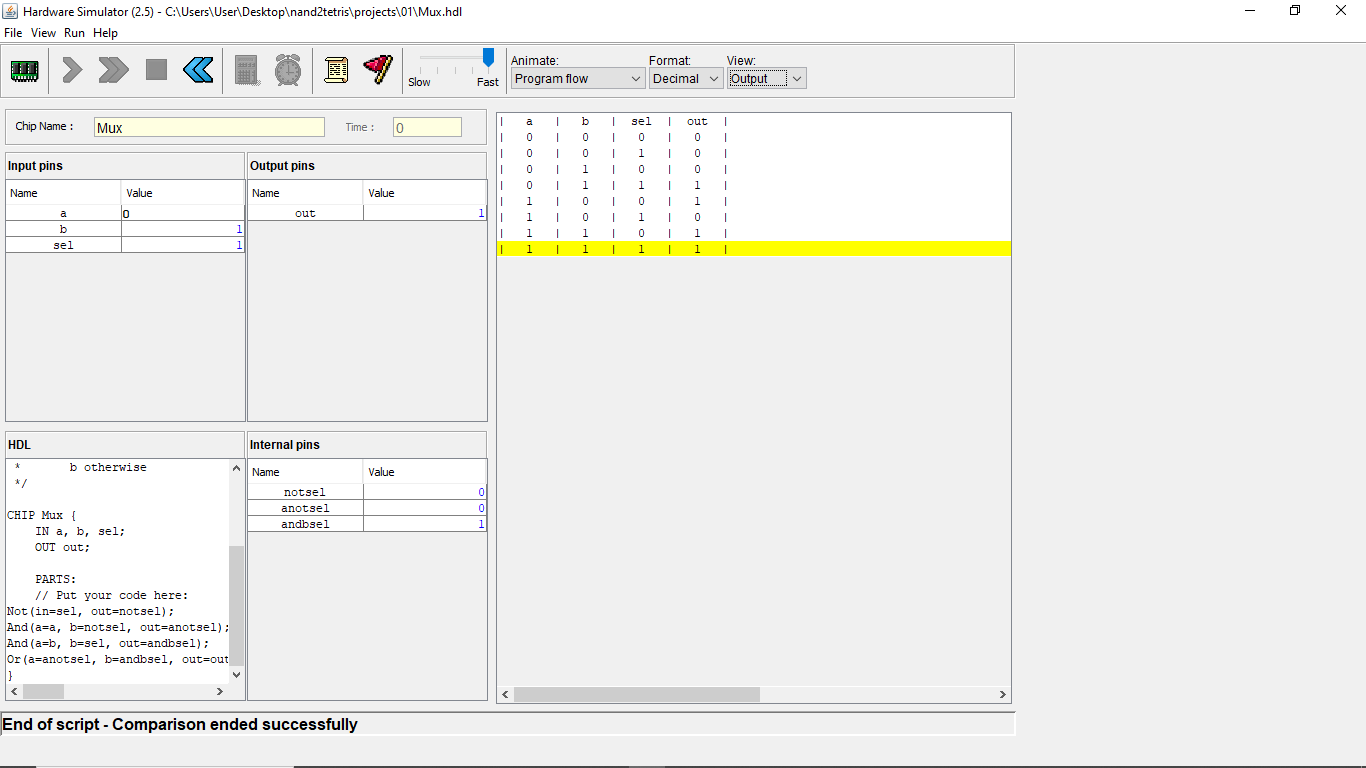 Hardware Simulator (2.5) - C:\Users\User\Desktop\nand2tetris\projects\01\Mux.hdl
File View Run Help
Slow Fast
Animate: Format: View:
Program flow Decimal Output
Chip Name : Mux Time : 0
Input pins
Name Value
a 0
b 1
sel 1
Output pins
Name Value
out 1
HDL
* b otherwise
*/
CHIP Mux {
IN a, b, sel;
OUT out;
PARTS:
// Put your code here:
Not(in=sel, out=notsel);
And(a=a, b=notsel, out=anotsel);
And(a=b, b=sel, out=andbsel);
Or(a=anotsel, b=andbsel, out=out
}
Internal pins
Name Value
notsel 0
anotsel 0
andbsel 1
| a | b | sel | out |
| 0 | 0 | 0 | 0 |
| 0 | 0 | 1 | 0 |
| 0 | 1 | 0 | 0 |
| 0 | 1 | 1 | 1 |
| 1 | 0 | 0 | 1 |
| 1 | 0 | 1 | 0 |
| 1 | 1 | 0 | 1 |
| 1 | 1 | 1 | 1 |
End of script - Comparison ended successfully